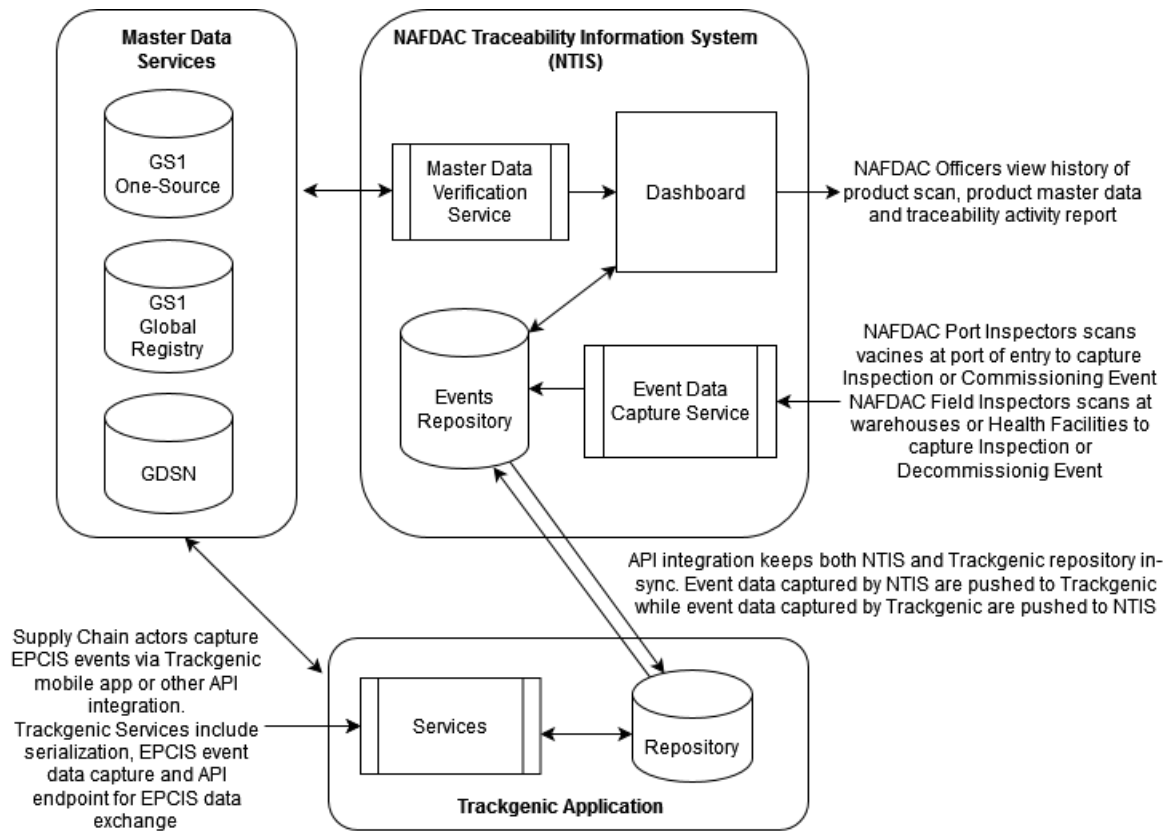 Master Data
Services
GS1
One-Source
GS1
Global
Registry
GDSN
NAFDAC Traceability Information System
(NTIS)
Master Data
Verification
Service
Dashboard
Events
Repository
Event Data
Capture Service
NAFDAC Officers view history of
product scan, product master data
and traceability activity report
NAFDAC Port Inspectors scans
vacines at port of entry to capture
Inspection or Commissioning Event
NAFDAC Field Inspectors scans at
warehouses or Health Facilities to
capture Inspection or
Decommissionig Event
API integration keeps both NTIS and Trackgenic repository in-
sync. Event data captured by NTIS are pushed to Trackgenic
while event data captured by Trackgenic are pushed to NTIS
Supply Chain actors capture
EPCIS events via Trackgenic
mobile app or other API
integration.
Trackgenic Services include
serialization, EPCIS event
data capture and API
endpoint for EPCIS data
exchange
Services
Repository
Trackgenic Application